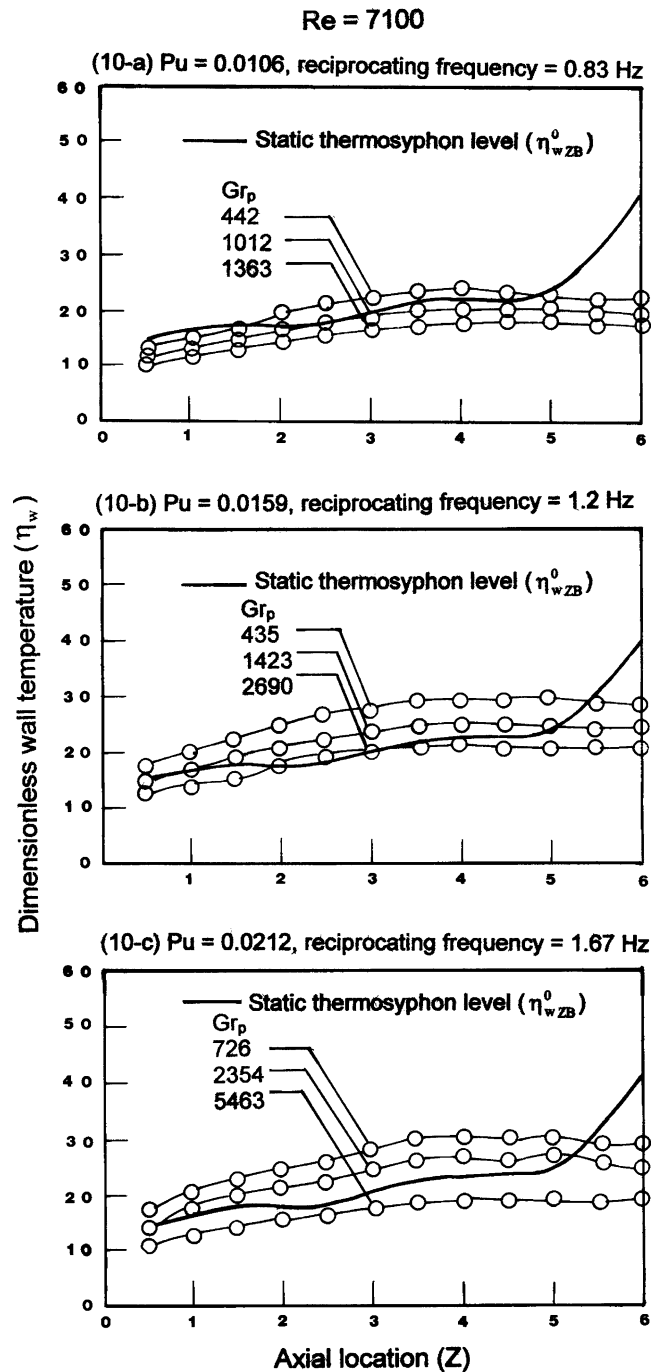 Re = 7100
(10-a) Pu = 0.0106, reciprocating frequency = 0.83 Hz
60
Static thermosyphon level (η⁰wZB)
50
Grₚ
40
442
1012
30
1363
20
10
0
0 1 2 3 4 5 6
(10-b) Pu = 0.0159, reciprocating frequency = 1.2 Hz
60
Static thermosyphon level (η⁰wZB)
50
Grₚ
40
435
1423
30
2690
20
10
0
1 2 3 4 5 6
Dimensionless wall temperature (ηw)
(10-c) Pu = 0.0212, reciprocating frequency = 1.67 Hz
60
Static thermosyphon level (η⁰wZB)
50
Grₚ
726
40
2354
5463
30
20
10
0
1 2 3 4 5 6
Axial location (Z)